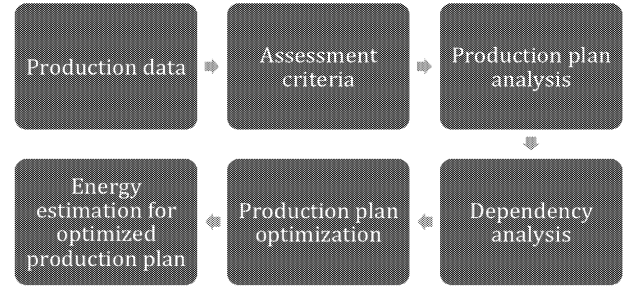 Production data
Assessment
criteria
Production plan
analysis
Dependency
analysis
Production plan
optimization
Energy
estimation for
optimized
production plan